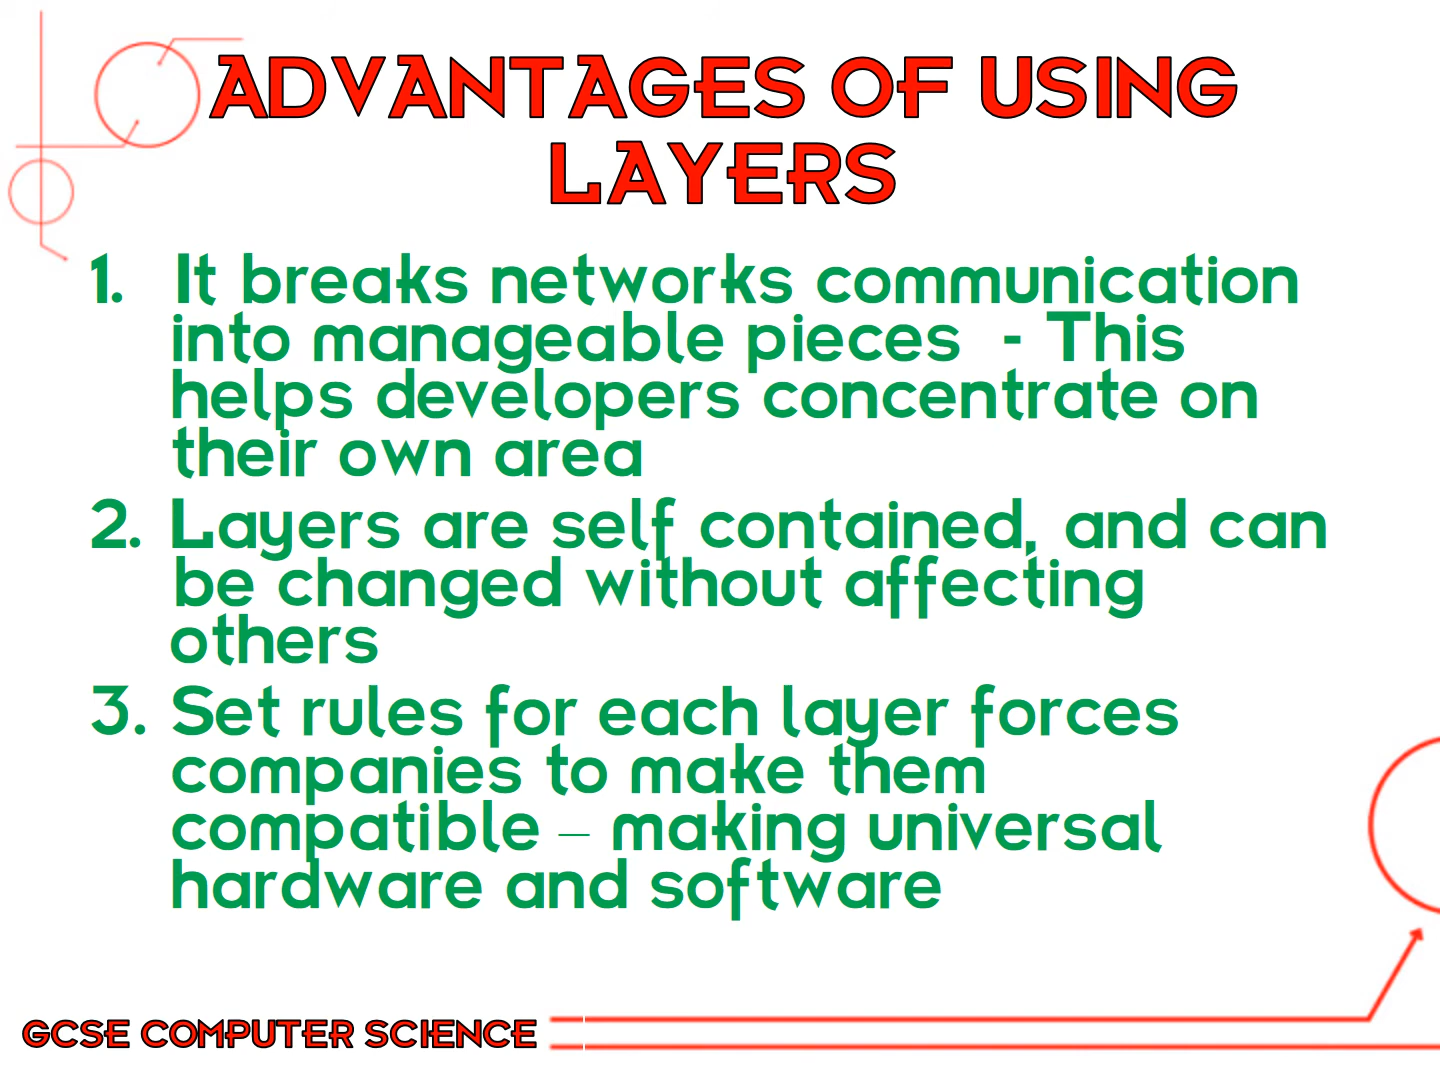 ADVANTAGES OF USING
LAYERS
1. It breaks networks communication
into manageable pieces - This
helps developers concentrate on
their own area
2. Layers are self contained, and can
be changed without affecting
others
3. Set rules for each layer forces
companies to make them
compatible – making universal
hardware and software
GCSE COMPUTER SCIENCE